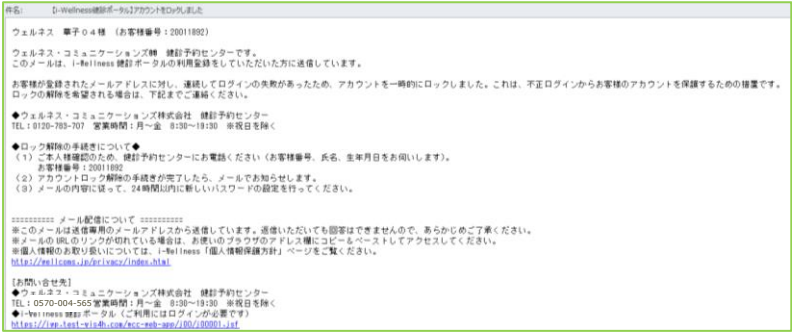 件名: 【i-Wellness健診ポータル】アカウントをロックしました
ウェルネス 華子04様 (お客様番号:20011892)
ウェルネス・コミュニケーションズ㈱ 健診予約センターです。
このメールは、i-Wellness 健診ポータルの利用登録をしていただいた方に送信しています。
お客様が登録されたメールアドレスに対し、連続してログインの失敗があったため、アカウントを一時的にロックしました。これは、不正ログインからお客様のアカウントを保護するための措置です。
ロックの解除を希望される場合は、下記までご連絡ください。
◆ウェルネス・コミュニケーションズ株式会社 健診予約センター
TEL:0120-783-707 営業時間:月~金 8:30~19:30 ※祝日を除く
◆ロック解除の手続きについて◆
(1)ご本人様確認のため、健診予約センターにお電話ください(お客様番号、氏名、生年月日をお伺いします)。
お客様番号:20011892
(2)アカウントロック解除の手続きが完了したら、メールでお知らせします。
(3)メールの内容に従って、24時間以内に新しいパスワードの設定を行ってください。
========== メール配信について ==========
※このメールは送信専用のメールアドレスから送信しています。返信いただいても回答はできませんので、あらかじめご了承ください。
※メールの URL のリンクが切れている場合は、お使いのブラウザのアドレス欄にコピー&ペーストしてアクセスしてください。
※個人情報のお取り扱いについては、i-Wellness「個人情報保護方針」ページをご覧ください。
http://wellcoms.jp/privacy/index.html
[お問い合せ先]
◆ウェルネス・コミュニケーションズ株式会社 健診予約センター
TEL:0570-004-565 営業時間:月~金 8:30~19:30 ※祝日を除く
◆i-Wellness 健診ポータル(ご利用にはログインが必要です)
https://iwp.test-wis4h.com/wcc-web-app/j00/j00001.jsf